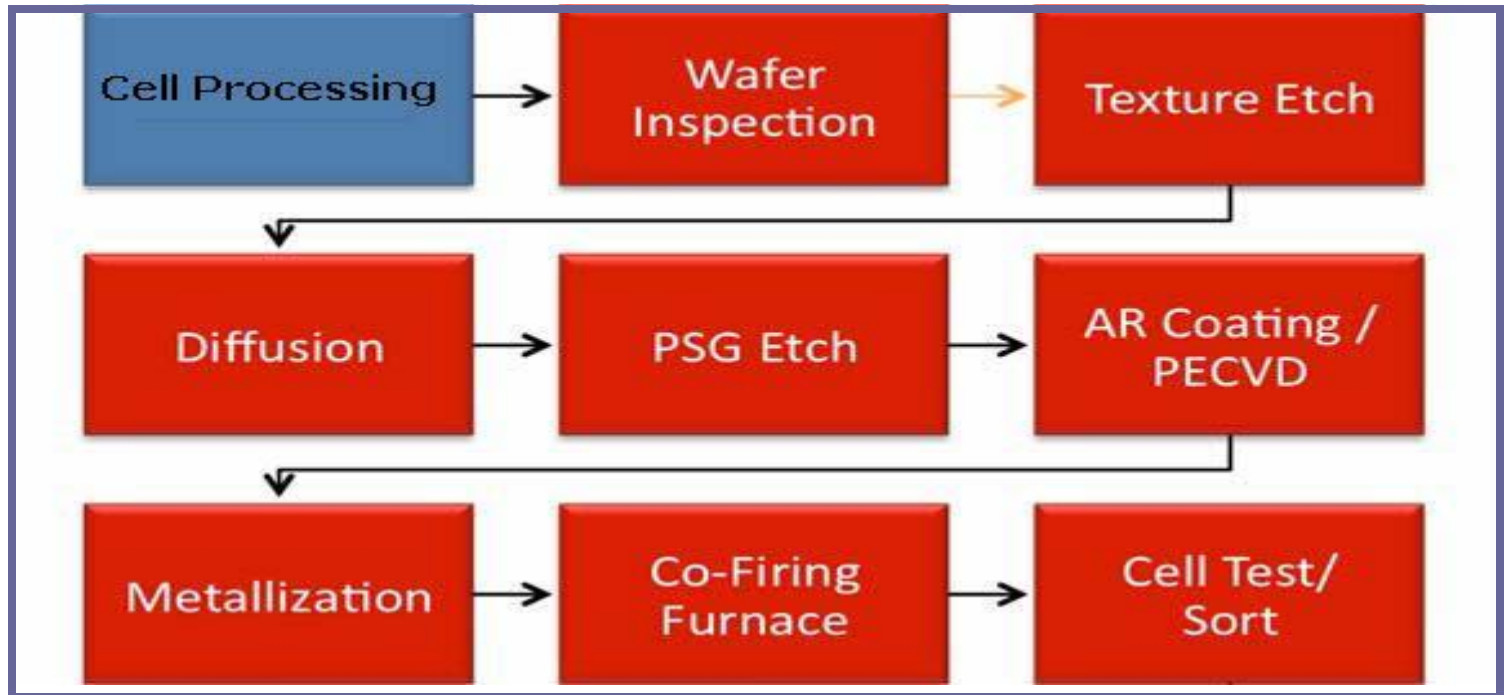 Cell Processing
Wafer
Inspection
Texture Etch
Diffusion
PSG Etch
AR Coating /
PECVD
Metallization
Co-Firing
Furnace
Cell Test/
Sort